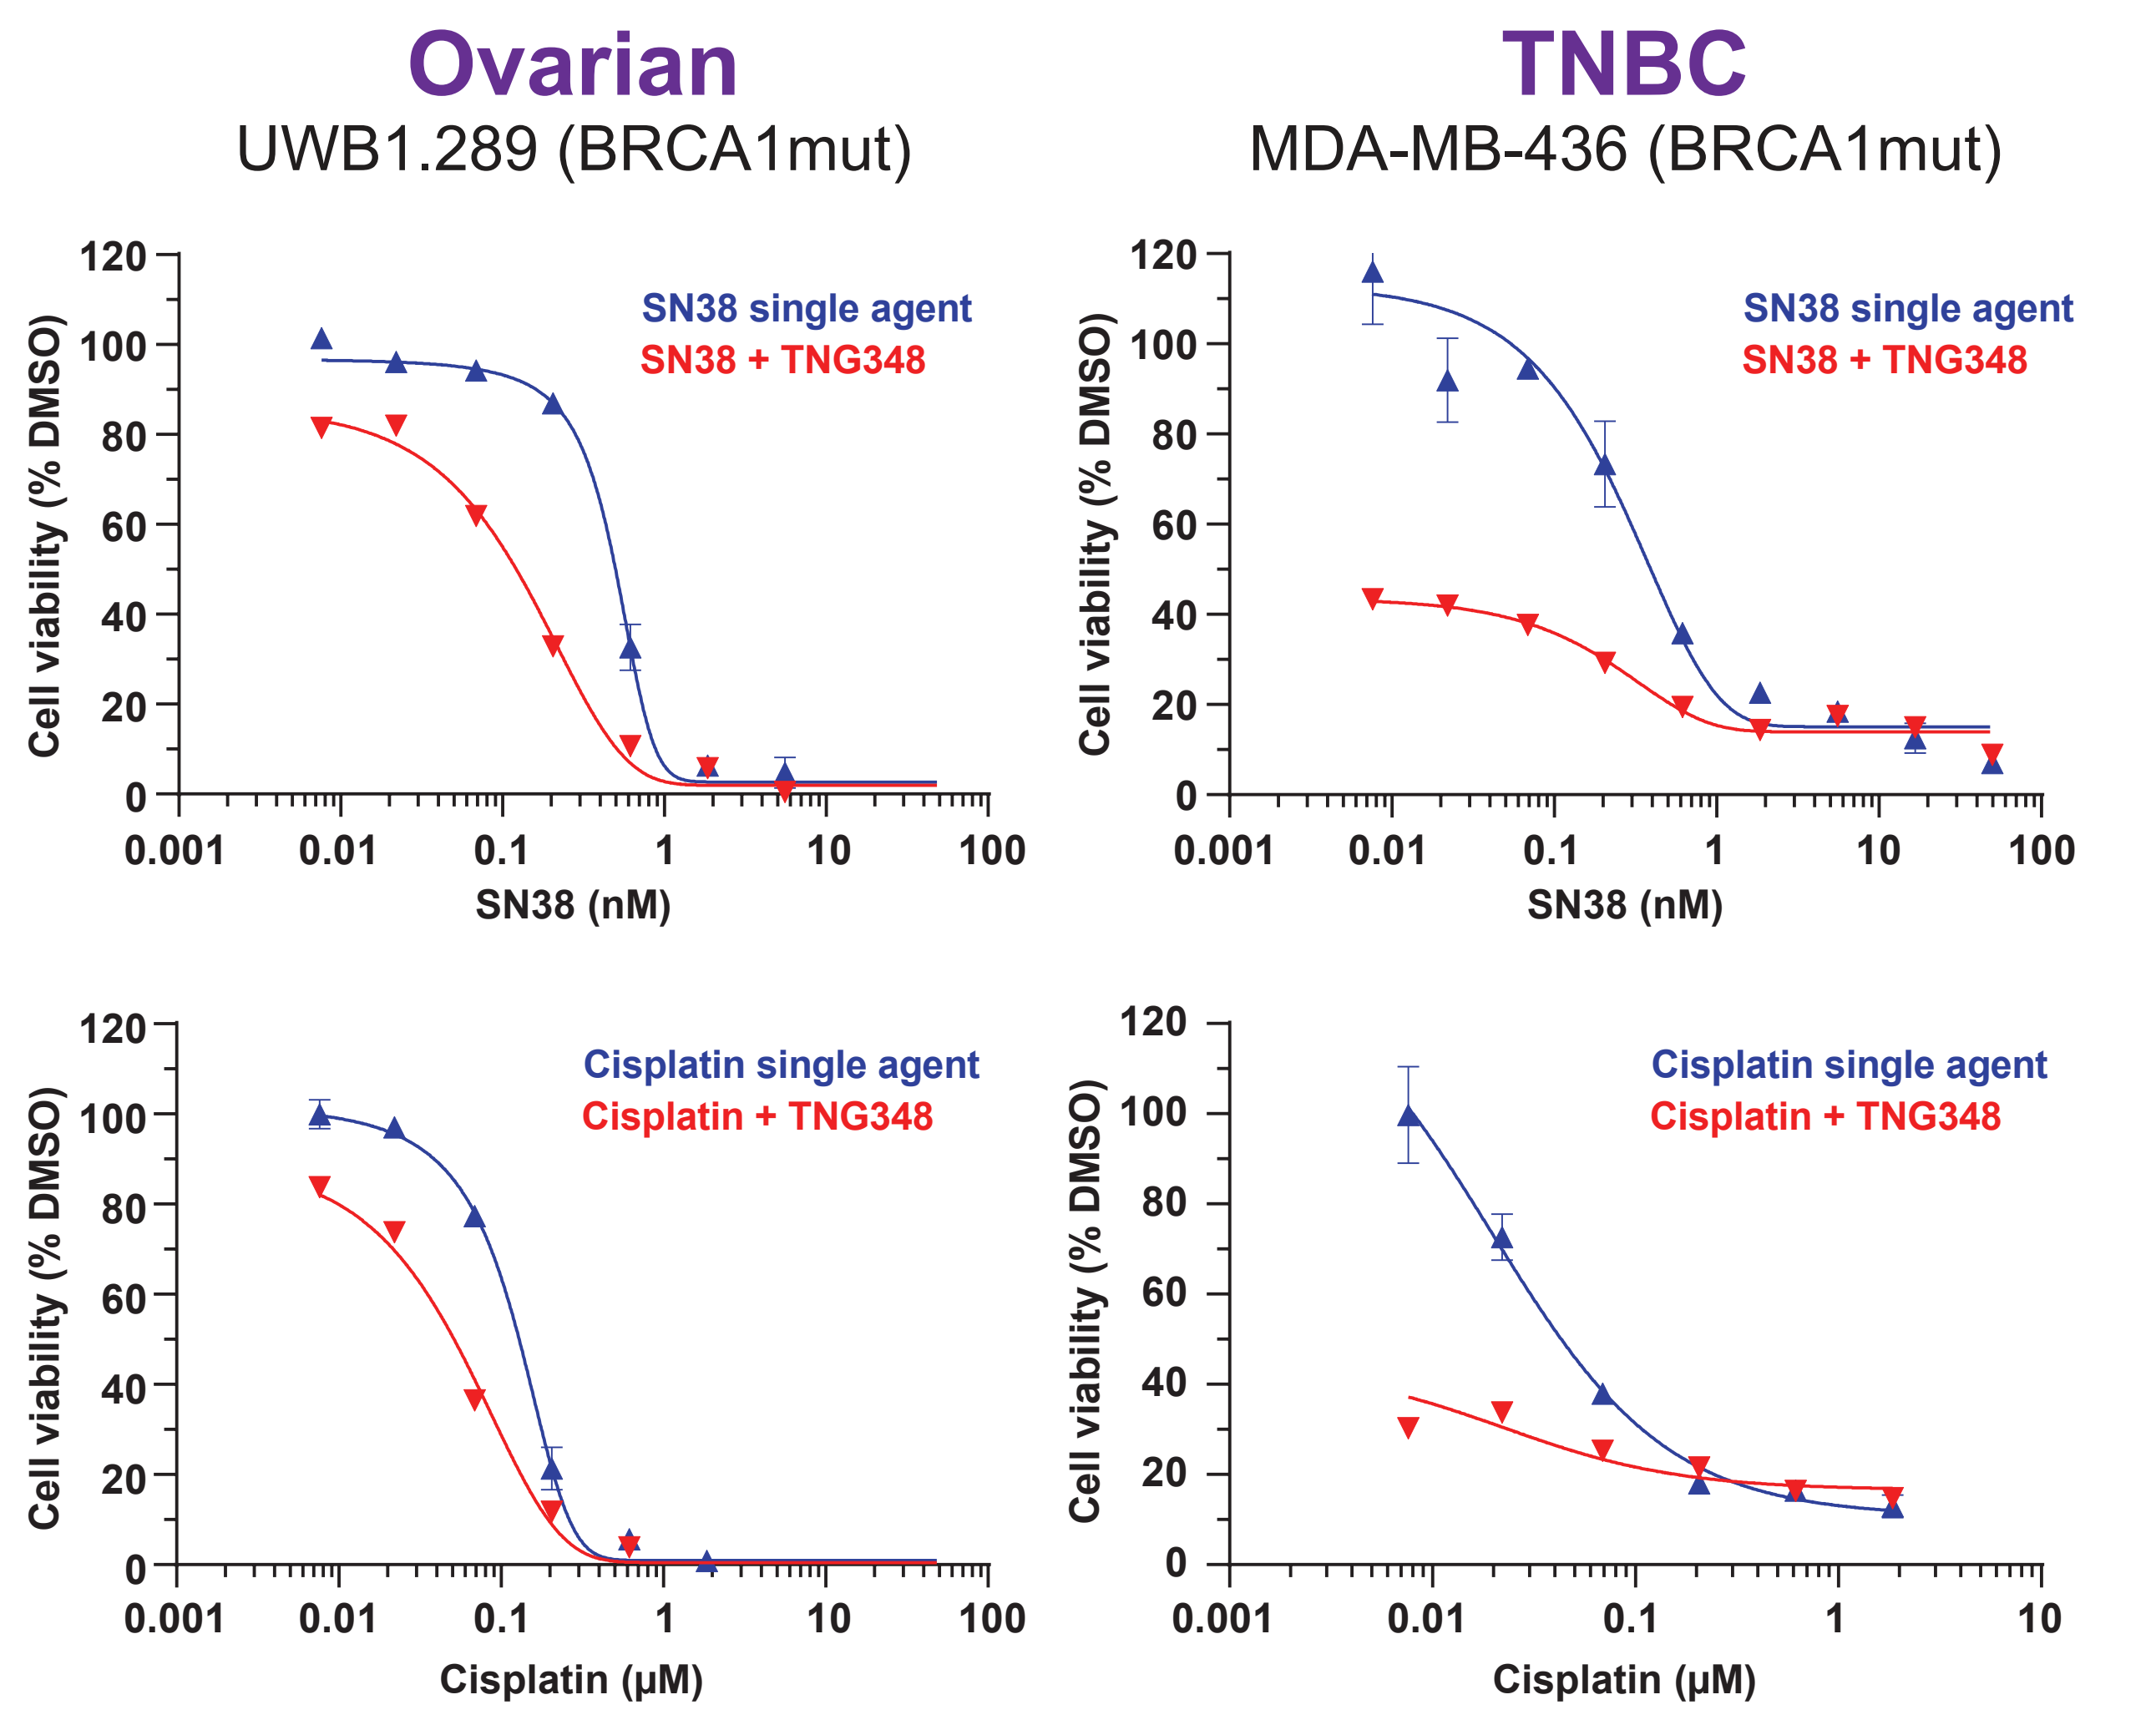 Ovarian
UWB1.289 (BRCA1mut)
TNBC
MDA-MB-436 (BRCA1mut)
Cell viability (% DMSO)
120
100
80
60
40
20
0
SN38 single agent
SN38 + TNG348
0.001 0.01 0.1 1 10 100
SN38 (nM)
Cell viability (% DMSO)
120
100
80
60
40
20
0
SN38 single agent
SN38 + TNG348
0.001 0.01 0.1 1 10 100
SN38 (nM)
Cell viability (% DMSO)
120
100
80
60
40
20
0
Cisplatin single agent
Cisplatin + TNG348
0.001 0.01 0.1 1 10 100
Cisplatin (μM)
Cell viability (% DMSO)
120
100
80
60
40
20
0
Cisplatin single agent
Cisplatin + TNG348
0.001 0.01 0.1 1 10
Cisplatin (μM)